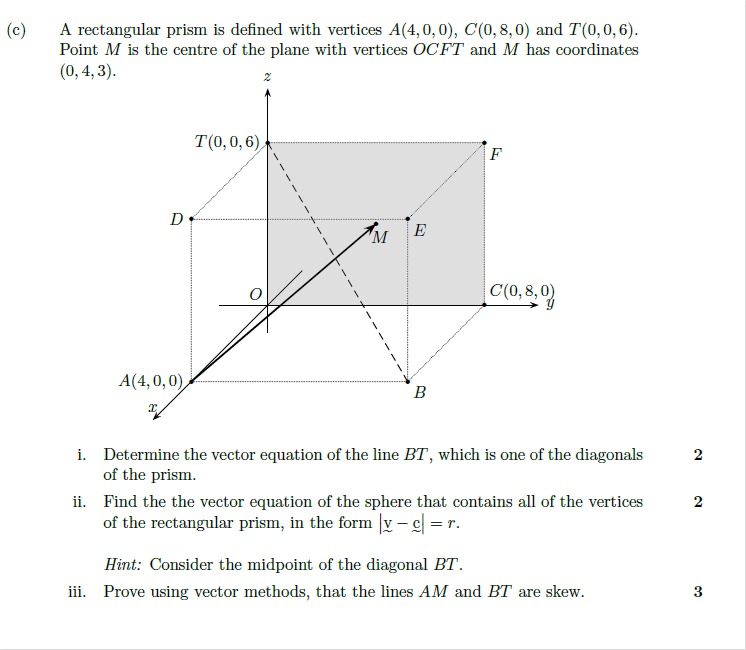 (c) A rectangular prism is defined with vertices A(4, 0, 0), C(0, 8, 0) and T(0, 0, 6).
Point M is the centre of the plane with vertices OCFT and M has coordinates
(0, 4, 3).
z
T(0, 0, 6)
F
D
M
E
O
C(0, 8, 0)
y
A(4, 0, 0)
B
x
i. Determine the vector equation of the line BT, which is one of the diagonals 2
of the prism.
ii. Find the the vector equation of the sphere that contains all of the vertices 2
of the rectangular prism, in the form |v̰ − c̰| = r.
Hint: Consider the midpoint of the diagonal BT.
iii. Prove using vector methods, that the lines AM and BT are skew. 3